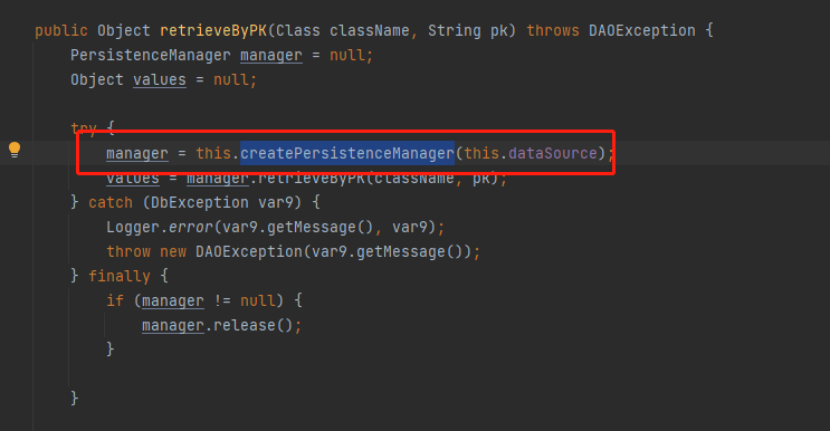 public Object retrieveByPK(Class className, String pk) throws DAOException {
PersistenceManager manager = null;
Object values = null;
try {
manager = this.createPersistenceManager(this.dataSource);
values = manager.retrieveByPK(className, pk);
} catch (DbException var9) {
Logger.error(var9.getMessage(), var9);
throw new DAOException(var9.getMessage());
} finally {
if (manager != null) {
manager.release();
}
}